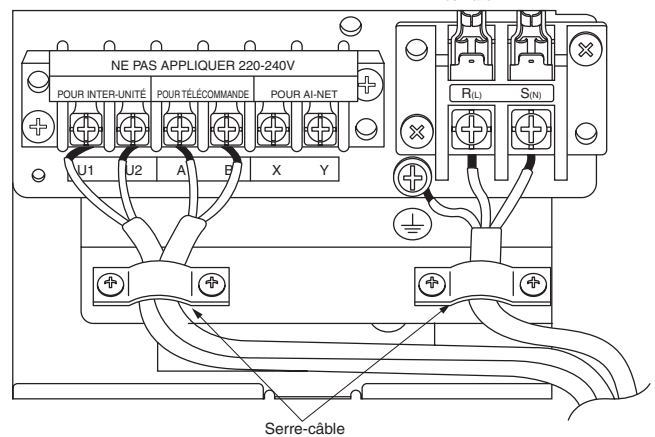 NE PAS APPLIQUER 220-240V
POUR INTER-UNITÉ POUR TÉLÉCOMMANDE POUR AI-NET
U1 U2 A B X Y
R(L) S(N)
Serre-câble